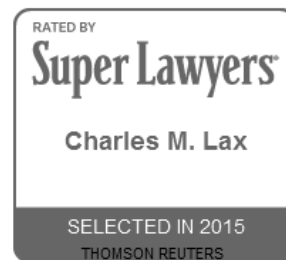 RATED BY
Super Lawyers
Charles M. Lax
SELECTED IN 2015
THOMSON REUTERS